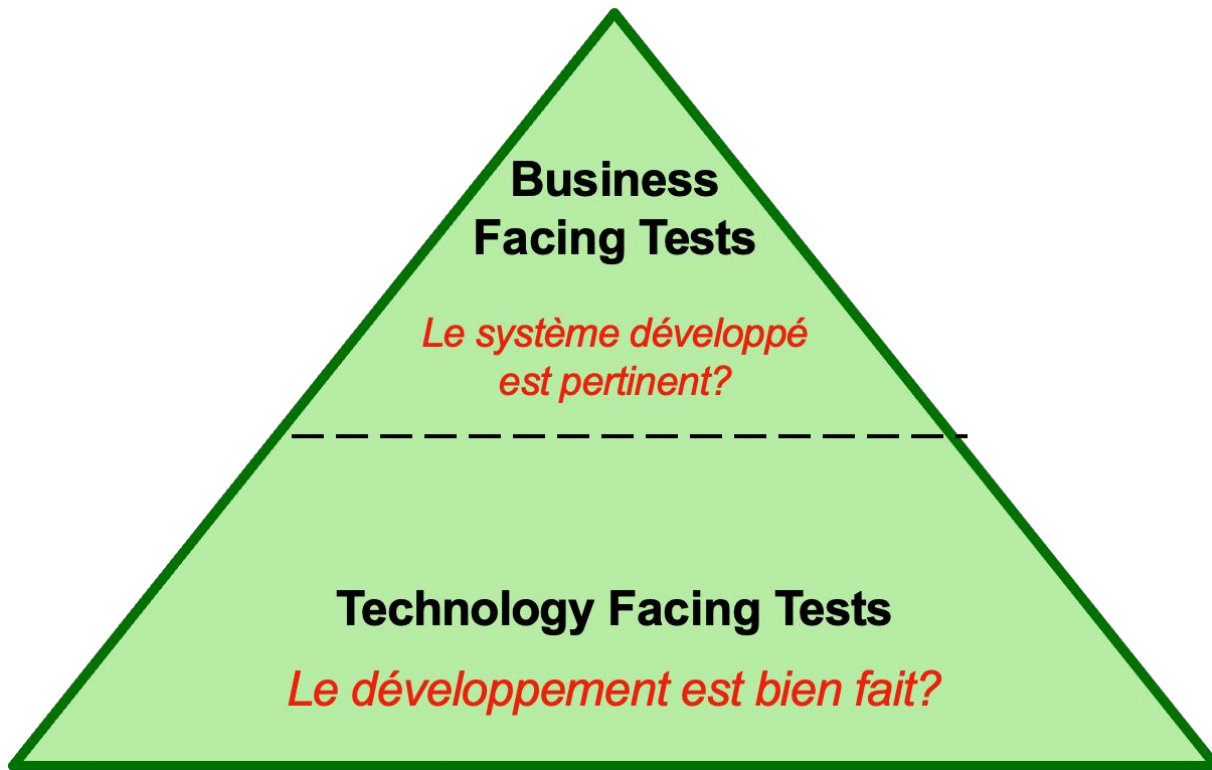 Business
Facing Tests
Le système développé
est pertinent?
Technology Facing Tests
Le développement est bien fait?